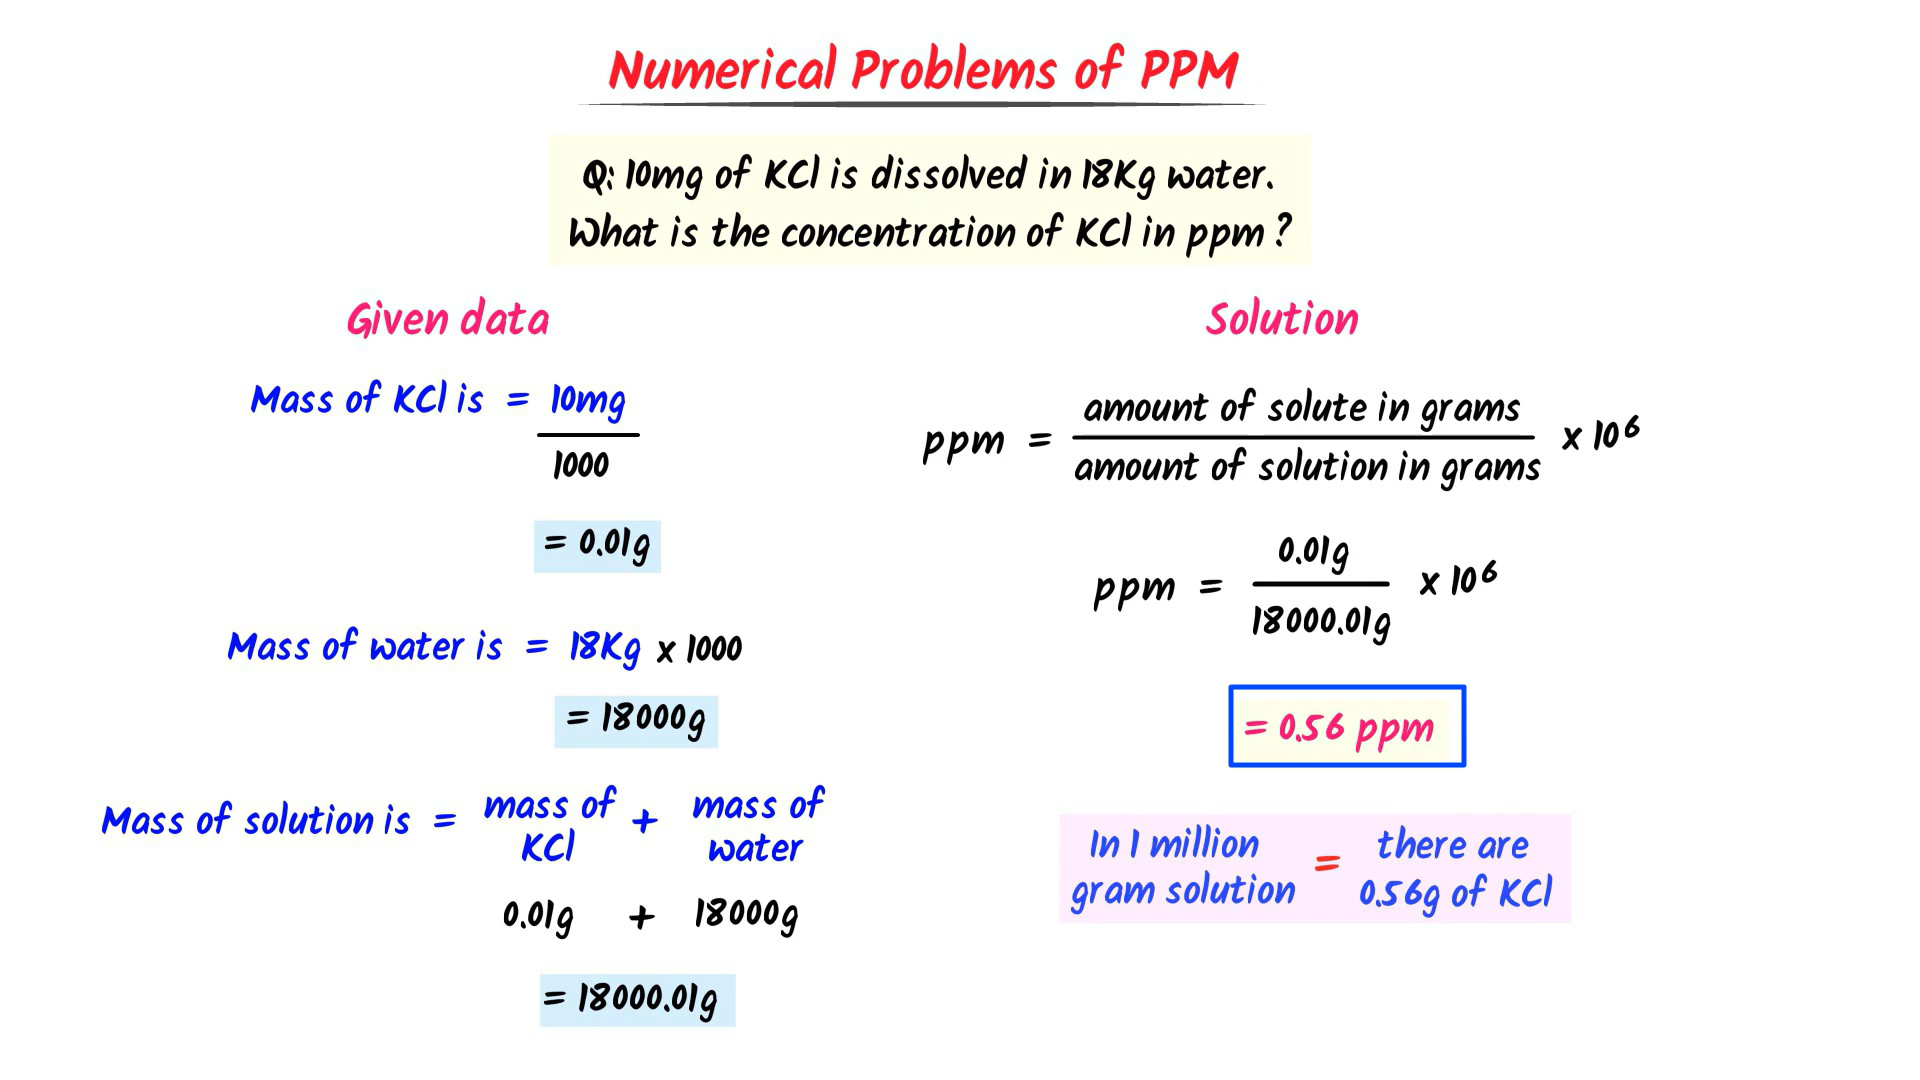 Numerical Problems of PPM
Q: 10mg of KCl is dissolved in 18Kg water.
What is the concentration of KCl in ppm ?
Given data
Mass of KCl is = 10mg
1000
= 0.01g
Mass of water is = 18Kg x 1000
= 18000g
Mass of solution is = mass of KCl + mass of water
0.01g + 18000g
= 18000.01g
Solution
ppm = amount of solute in grams
amount of solution in grams x 10⁶
ppm = 0.01g
18000.01g x 10⁶
= 0.56 ppm
In 1 million gram solution = there are 0.56g of KCl